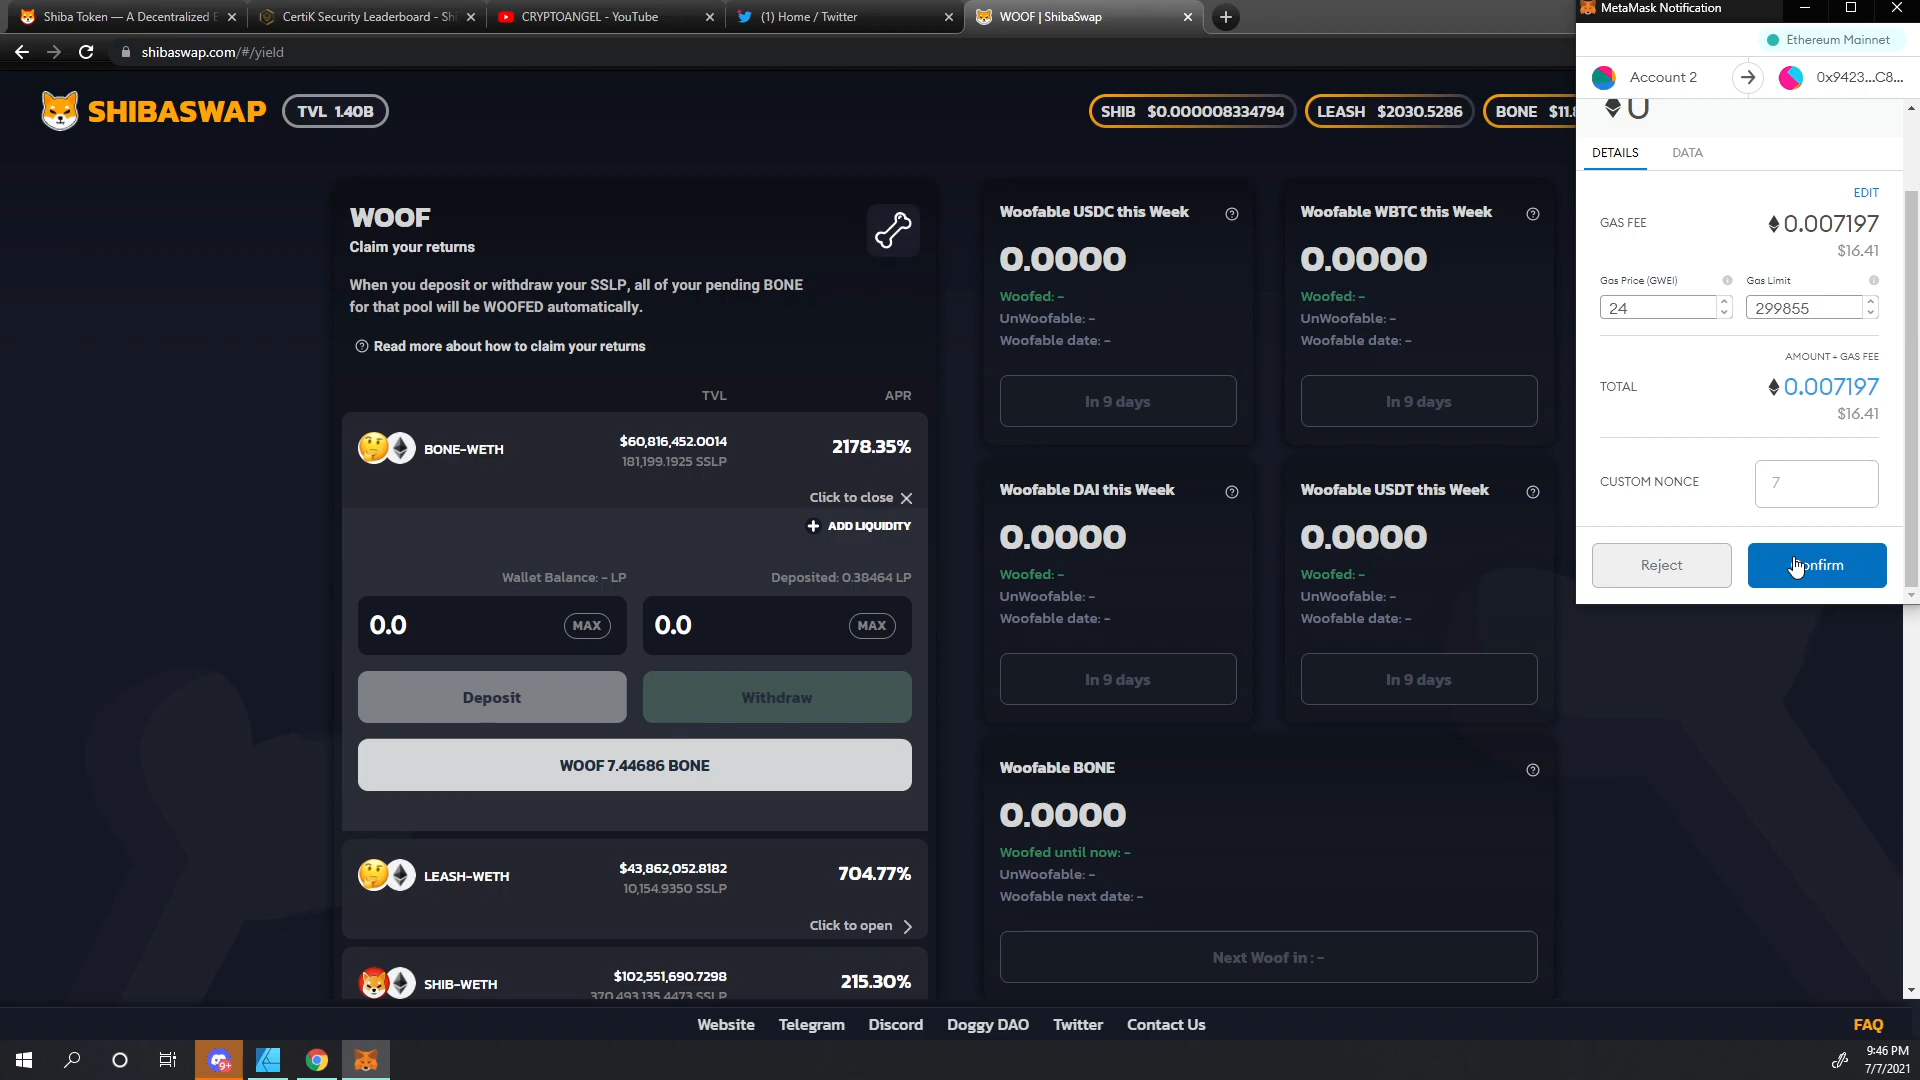 Shiba Token — A Decentralized E
CertiK Security Leaderboard - Shi
CRYPTOANGEL - YouTube
(1) Home / Twitter
WOOF | ShibaSwap
shibaswap.com/#/yield
SHIBASWAP
TVL 1.40B
SHIB $0.000008334794
LEASH $2030.5286
BONE $11.8
WOOF
Claim your returns
When you deposit or withdraw your SSLP, all of your pending BONE
for that pool will be WOOFED automatically.
Read more about how to claim your returns
TVL APR
BONE-WETH $60,816,452.0014 2178.35%
181,199.1925 SSLP
Click to close
ADD LIQUIDITY
Wallet Balance: - LP Deposited: 0.38464 LP
0.0 MAX 0.0 MAX
Deposit Withdraw
WOOF 7.44686 BONE
LEASH-WETH $43,862,052.8182 704.77%
10,154.9350 SSLP
Click to open
SHIB-WETH $102,551,690.7298 215.30%
370,493,135.4473 SSLP
Woofable USDC this Week
0.0000
Woofed: -
UnWoofable: -
Woofable date: -
In 9 days
Woofable WBTC this Week
0.0000
Woofed: -
UnWoofable: -
Woofable date: -
In 9 days
Woofable DAI this Week
0.0000
Woofed: -
UnWoofable: -
Woofable date: -
In 9 days
Woofable USDT this Week
0.0000
Woofed: -
UnWoofable: -
Woofable date: -
In 9 days
Woofable BONE
0.0000
Woofed until now: -
UnWoofable: -
Woofable next date: -
Next Woof in : -
MetaMask Notification
Ethereum Mainnet
Account 2 0x9423...C8...
DETAILS DATA
EDIT
GAS FEE 0.007197
$16.41
Gas Price (GWEI) Gas Limit
24 299855
AMOUNT + GAS FEE
TOTAL 0.007197
$16.41
CUSTOM NONCE 7
Reject Confirm
Website Telegram Discord Doggy DAO Twitter Contact Us
FAQ
9+
9:46 PM
7/7/2021